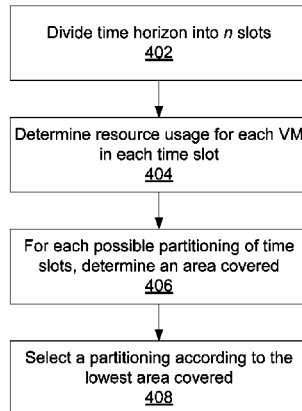 Divide time horizon into n slots
402
Determine resource usage for each VM
in each time slot
404
For each possible partitioning of time
slots, determine an area covered
406
Select a partitioning according to the
lowest area covered
408